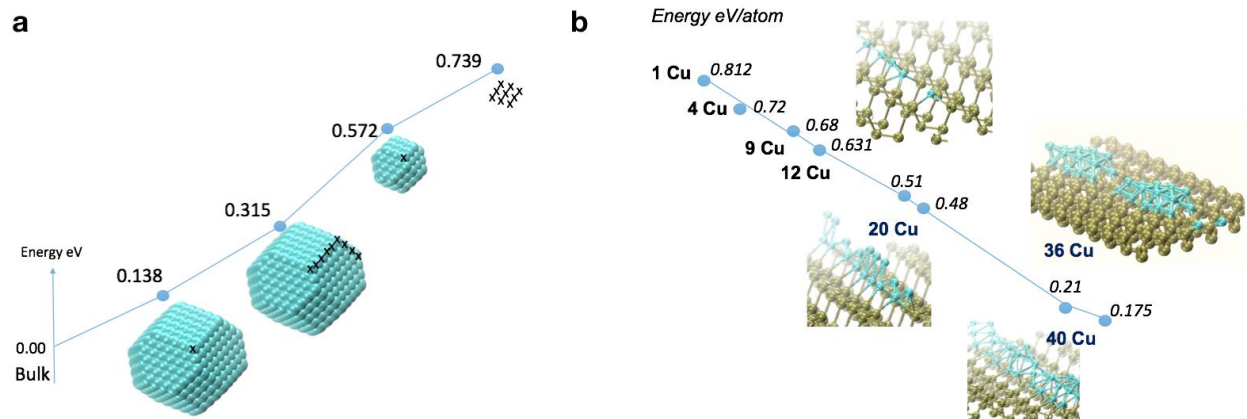 a
0.739
0.572
0.315
Energy eV
0.138
0.00
Bulk
x
x
x
b
Energy eV/atom
1 Cu
0.812
4 Cu
0.72
9 Cu
0.68
12 Cu
0.631
0.51
20 Cu
0.48
36 Cu
0.21
0.175
40 Cu